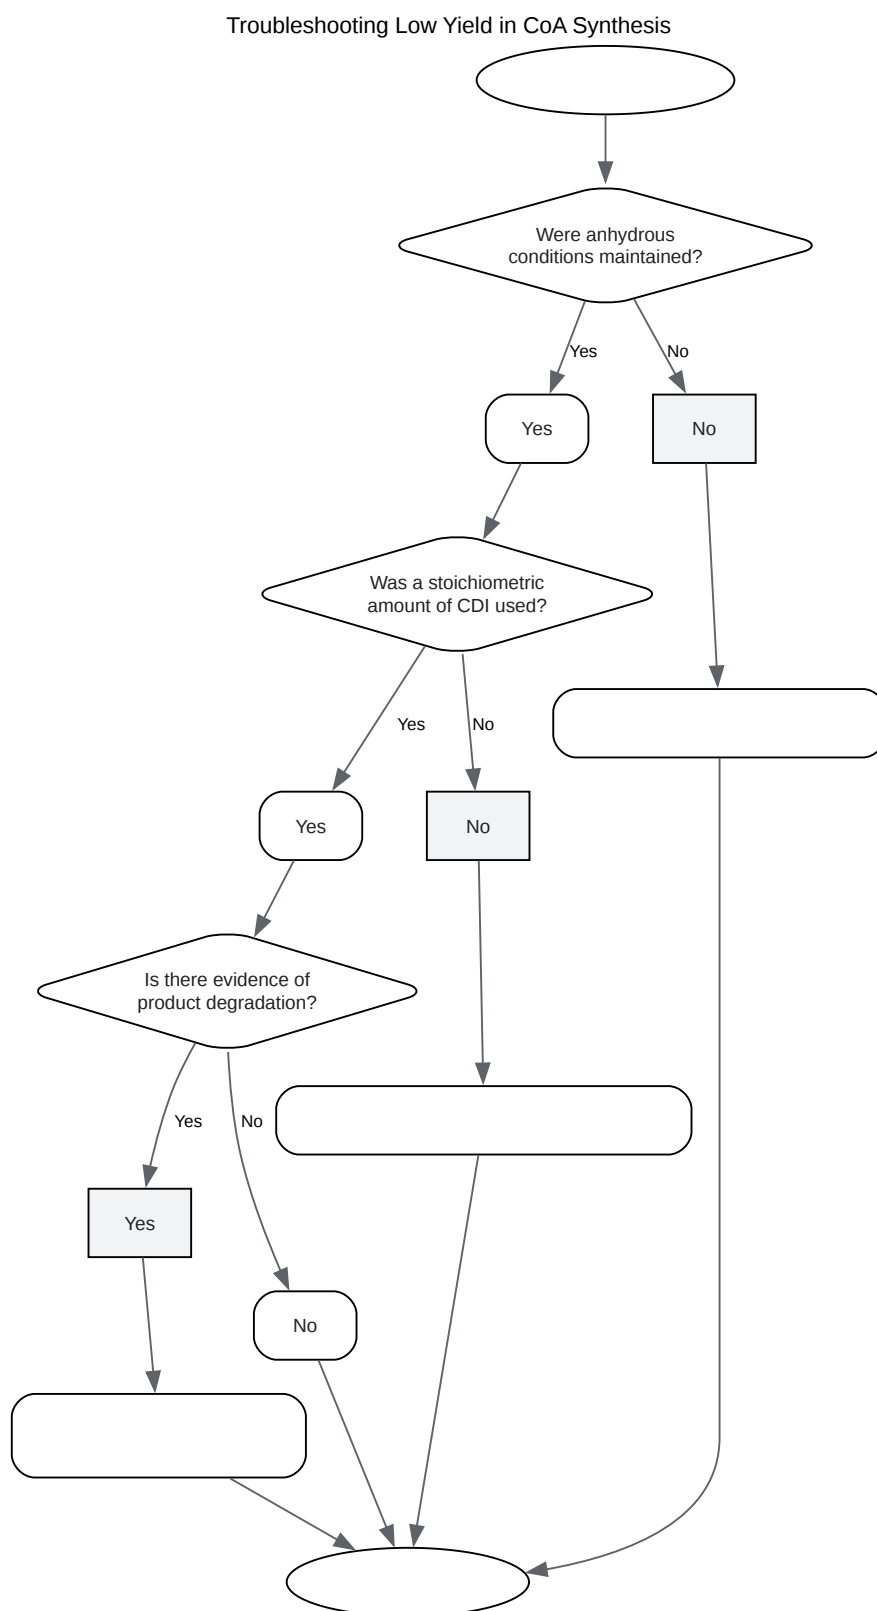 Troubleshooting Low Yield in CoA Synthesis
Were anhydrous
conditions maintained?
Yes
No
Yes
No
Was a stoichiometric
amount of CDI used?
Yes
No
Yes
No
Is there evidence of
product degradation?
Yes
No
Yes
No